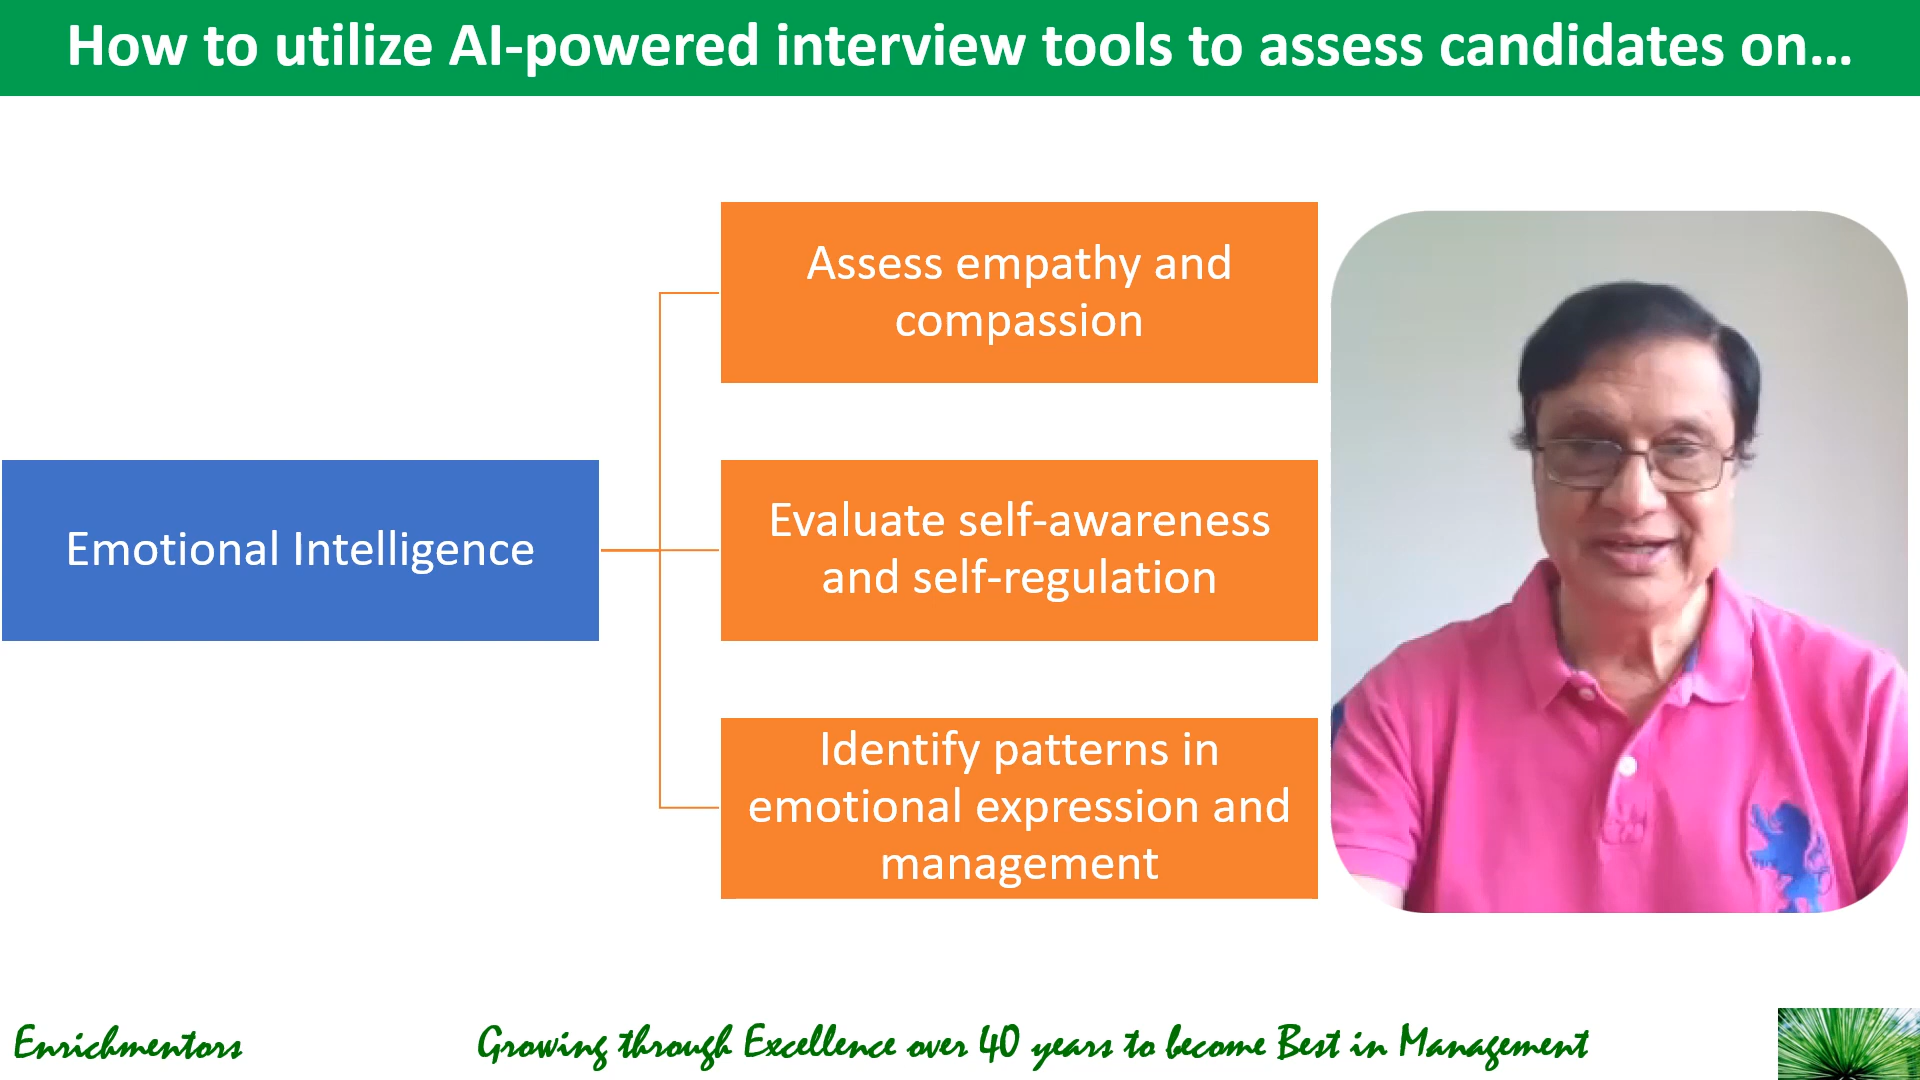 How to utilize AI-powered interview tools to assess candidates on...
Emotional Intelligence
Assess empathy and
compassion
Evaluate self-awareness
and self-regulation
Identify patterns in
emotional expression and
management
Enrichmentors
Growing through Excellence over 40 years to become Best in Management